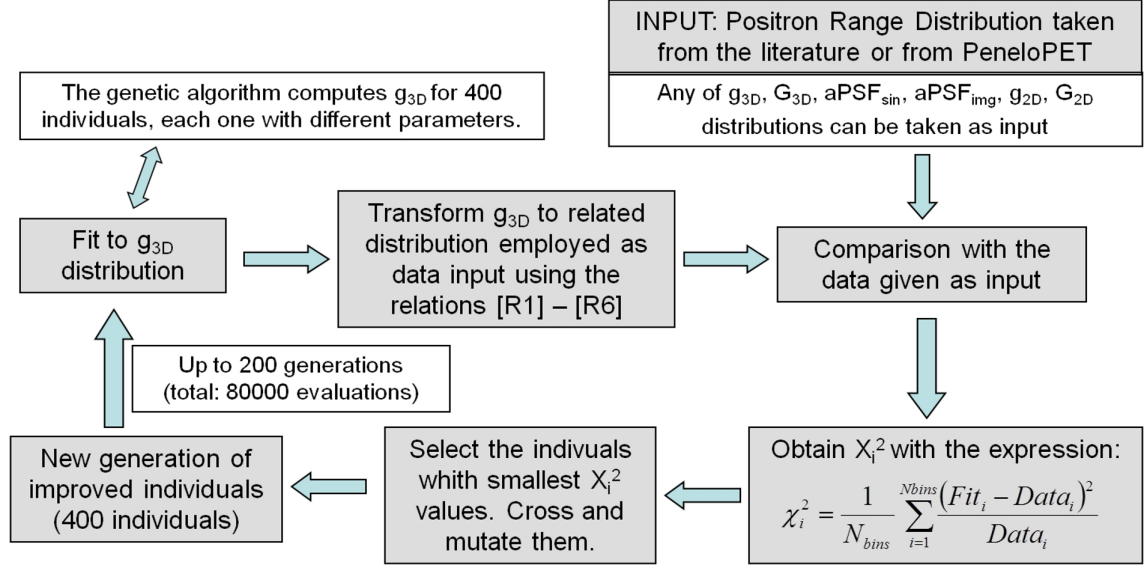 INPUT: Positron Range Distribution taken
from the literature or from PeneloPET
Any of g3D, G3D, aPSFsin, aPSFimg, g2D, G2D
distributions can be taken as input
The genetic algorithm computes g3D for 400
individuals, each one with different parameters.
Fit to g3D
distribution
Transform g3D to related
distribution employed as
data input using the
relations [R1] – [R6]
Comparison with the
data given as input
Up to 200 generations
(total: 80000 evaluations)
New generation of
improved individuals
(400 individuals)
Select the indivuals
whith smallest Xi2
values. Cross and
mutate them.
Obtain Xi2 with the expression:
χi2 = 1/Nbins ∑i=1Nbins (Fiti − Datai)2/Datai